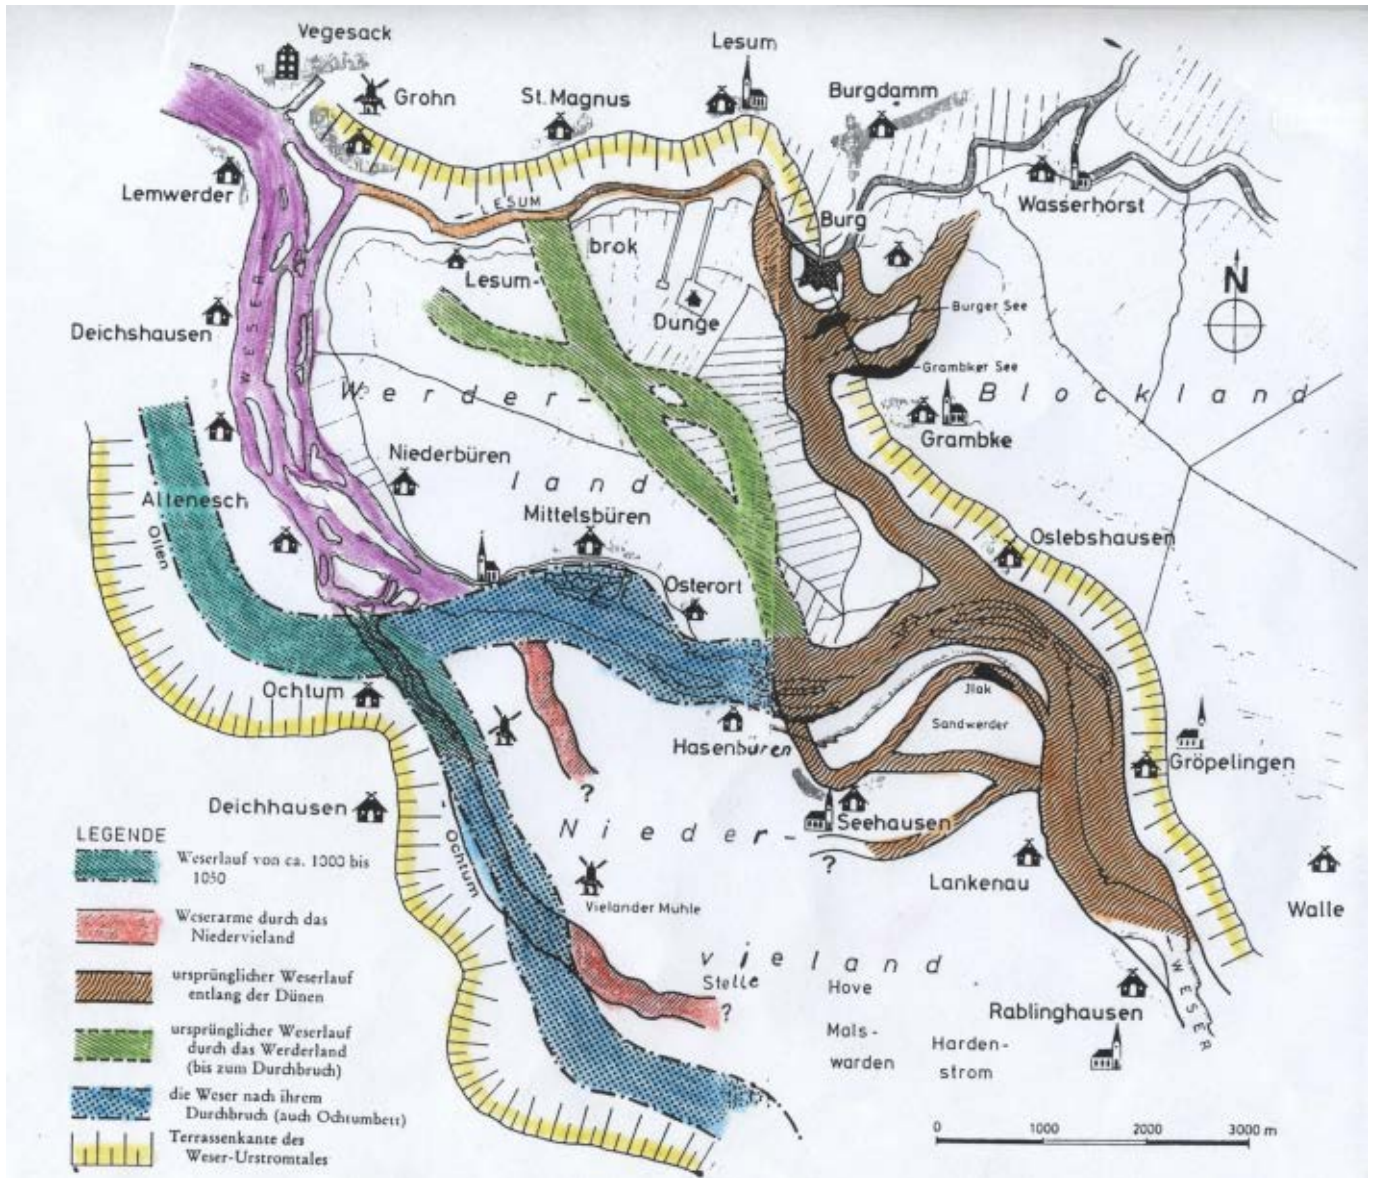 Vegesack
Lesum
Grohn
St. Magnus
Burgdamm
Lemwerder
LESUM
Burg
Wasserhorst
brok
Lesum-
N
Burger See
Dunge
Deichshausen
WESER
Grambker See
Werder-
Blockland
Grambke
Niederbüren
land
Altenesch
Mittelsbüren
Ollen
Oslebshausen
Osterort
Ochtum
Jlak
Sandwerder
Hasenbüren
Gröpelingen
?
Deichhausen
Nieder-
Seehausen
?
LEGENDE
Ochtum
Weserlauf von ca. 1000 bis
1050
Lankenau
Vielander Mühle
Walle
Weserarme durch das
Niedervieland
vieland
Stelle
Hove
WESER
ursprünglicher Weserlauf
entlang der Dünen
?
Rablinghausen
ursprünglicher Weserlauf
durch das Werderland
(bis zum Durchbruch)
Mals-
warden
Harden-
strom
die Weser nach ihrem
Durchbruch (auch Ochtumbett)
Terrassenkante des
Weser-Urstromtales
0 1000 2000 3000 m